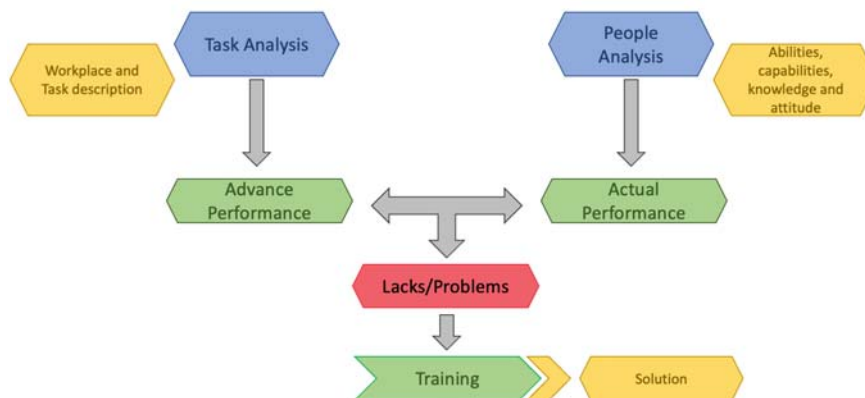 Task Analysis
People
Analysis
Workplace and
Task description
Abilities,
capabilities,
knowledge and
attitude
Advance
Performance
Actual
Performance
Lacks/Problems
Training
Solution